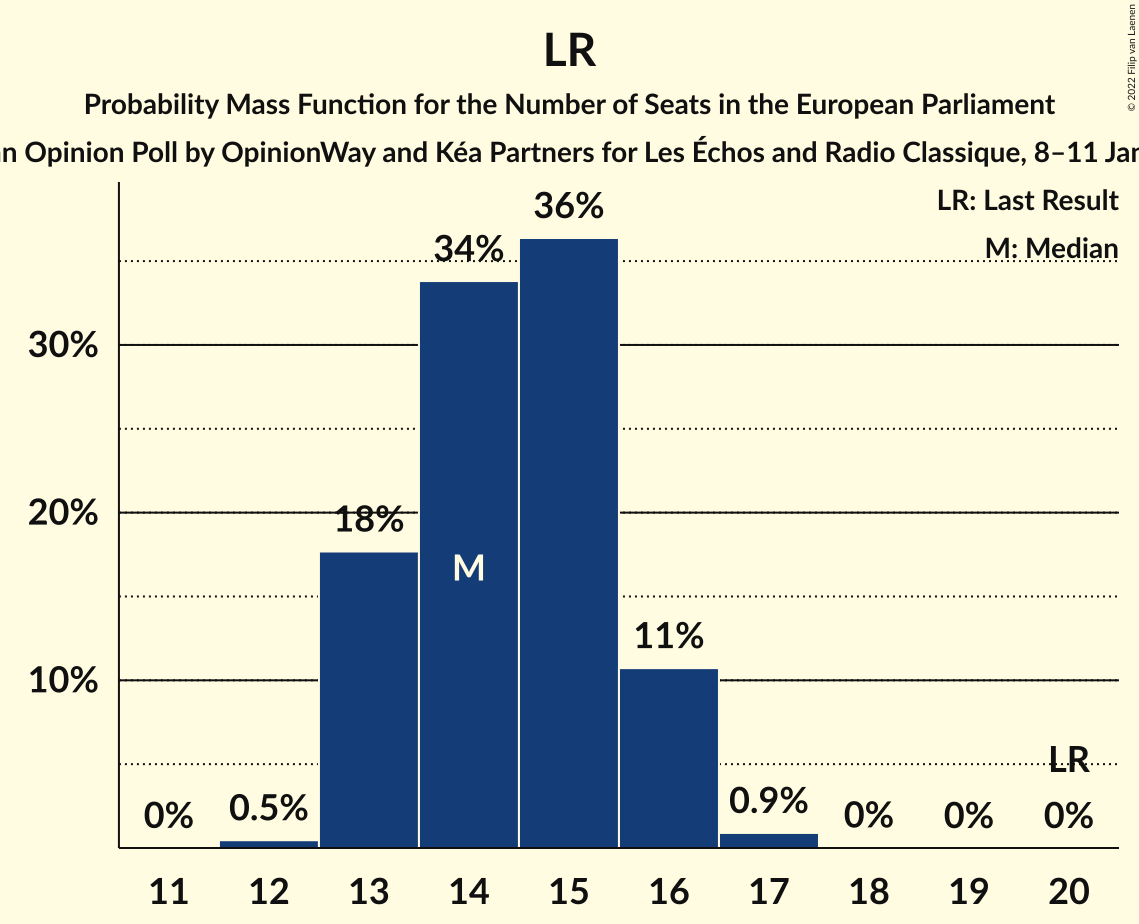 LR
Probability Mass Function for the Number of Seats in the European Parliament
Opinion Poll by OpinionWay and Kéa Partners for Les Échos and Radio Classique, 8–11
© 2022 Filip van Laenen
LR: Last Result
M: Median
36%
34%
30%
20%
18%
M
11%
10%
LR
0%
0.5%
0.9%
0%
0%
0%
11 12 13 14 15 16 17 18 19 20